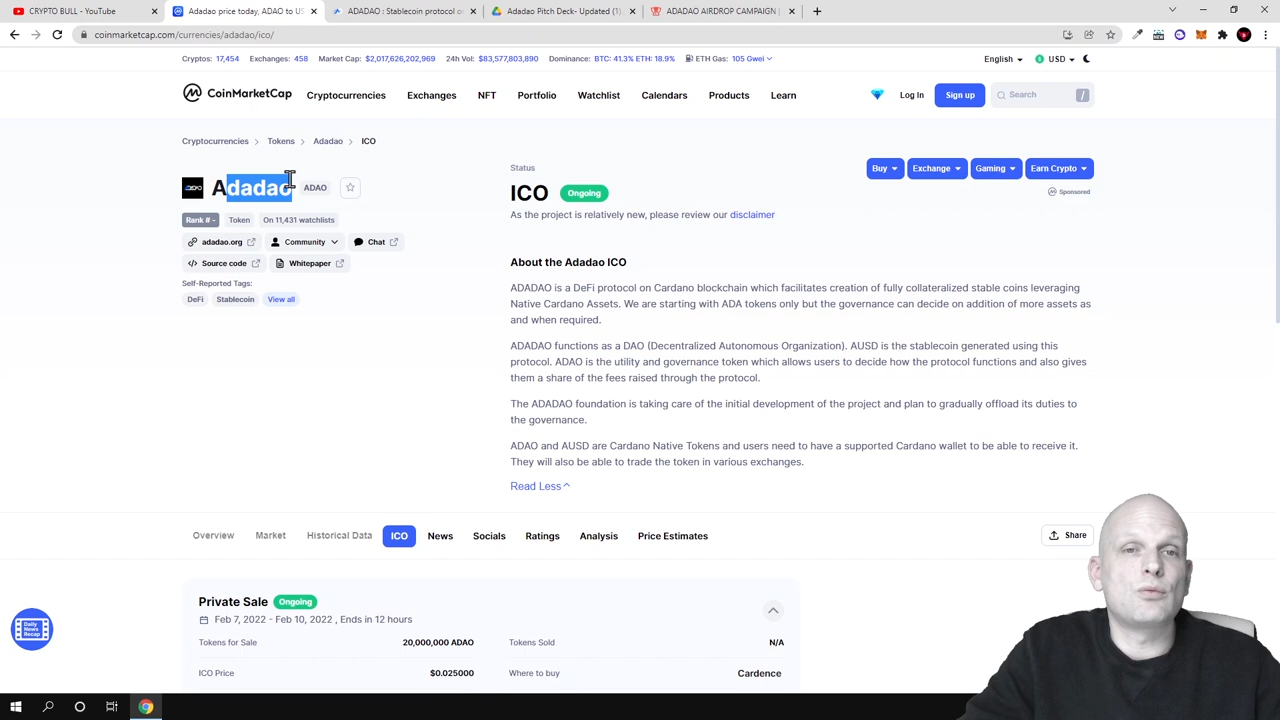 CRYPTO BULL - YouTube
Adadao price today, ADAO to US
ADADAO : Stablecoin protocol o
Adadao Pitch Deck- Updated (1)
ADADAO AIRDROP CAMPAIGN |
coinmarketcap.com/currencies/adadao/ico/
Cryptos: 17,454 Exchanges: 458 Market Cap: $2,017,626,202,969 24h Vol: $83,577,803,890 Dominance: BTC: 41.3% ETH: 18.9% ETH Gas: 105 Gwei
English USD
CoinMarketCap
Cryptocurrencies Exchanges NFT Portfolio Watchlist Calendars Products Learn
Log In Sign up Search /
Cryptocurrencies Tokens Adadao ICO
Adadao ADAO
Rank # - Token On 11,431 watchlists
adadao.org Community Chat
Source code Whitepaper
Self-Reported Tags:
DeFi Stablecoin View all
Status
ICO Ongoing
Buy Exchange Gaming Earn Crypto
Sponsored
As the project is relatively new, please review our disclaimer
About the Adadao ICO
ADADAO is a DeFi protocol on Cardano blockchain which facilitates creation of fully collateralized stable coins leveraging
Native Cardano Assets. We are starting with ADA tokens only but the governance can decide on addition of more assets as
and when required.
ADADAO functions as a DAO (Decentralized Autonomous Organization). AUSD is the stablecoin generated using this
protocol. ADAO is the utility and governance token which allows users to decide how the protocol functions and also gives
them a share of the fees raised through the protocol.
The ADADAO foundation is taking care of the initial development of the project and plan to gradually offload its duties to
the governance.
ADAO and AUSD are Cardano Native Tokens and users need to have a supported Cardano wallet to be able to receive it.
They will also be able to trade the token in various exchanges.
Read Less
Overview Market Historical Data ICO News Socials Ratings Analysis Price Estimates
Share
Private Sale Ongoing
Feb 7, 2022 - Feb 10, 2022 , Ends in 12 hours
Tokens for Sale 20,000,000 ADAO Tokens Sold N/A
ICO Price $0.025000 Where to buy Cardence
Daily
News
Recap